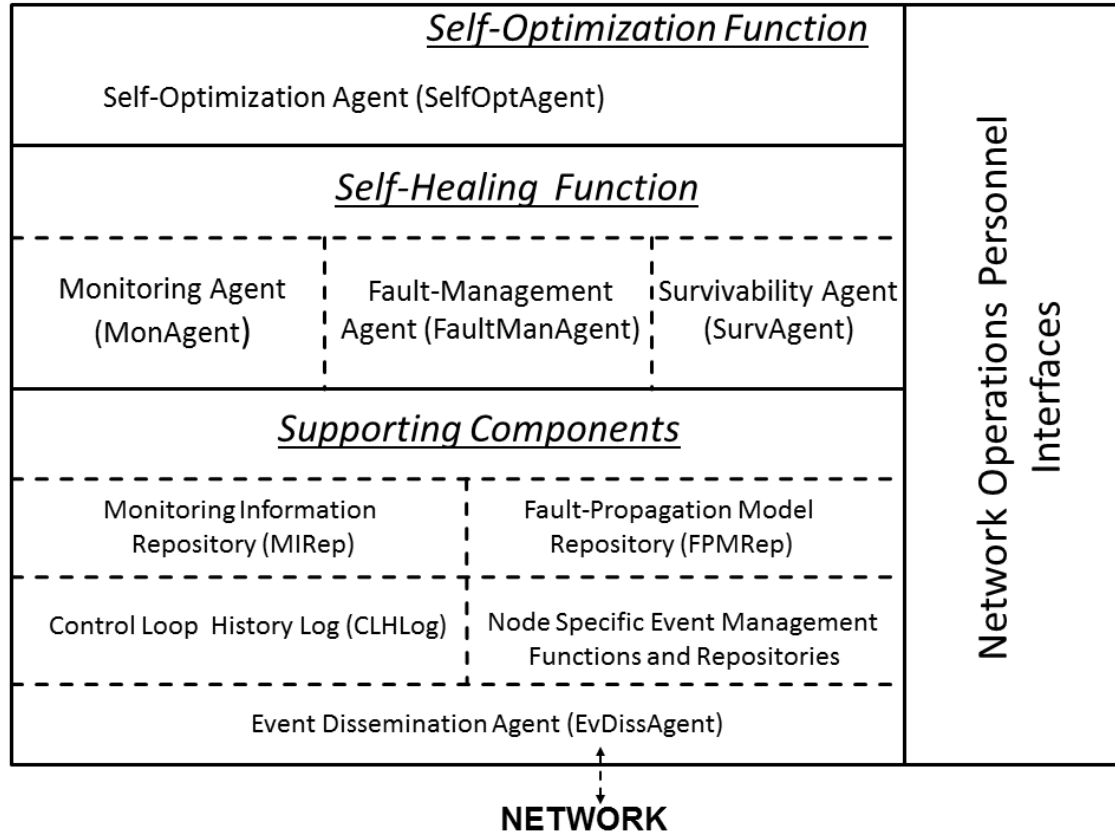 Self-Optimization Function
Self-Optimization Agent (SelfOptAgent)
Self-Healing Function
Monitoring Agent
(MonAgent)
Fault-Management
Agent (FaultManAgent)
Survivability Agent
(SurvAgent)
Supporting Components
Monitoring Information
Repository (MIRep)
Fault-Propagation Model
Repository (FPMRep)
Control Loop History Log (CLHLog)
Node Specific Event Management
Functions and Repositories
Event Dissemination Agent (EvDissAgent)
NETWORK
Network Operations Personnel
Interfaces